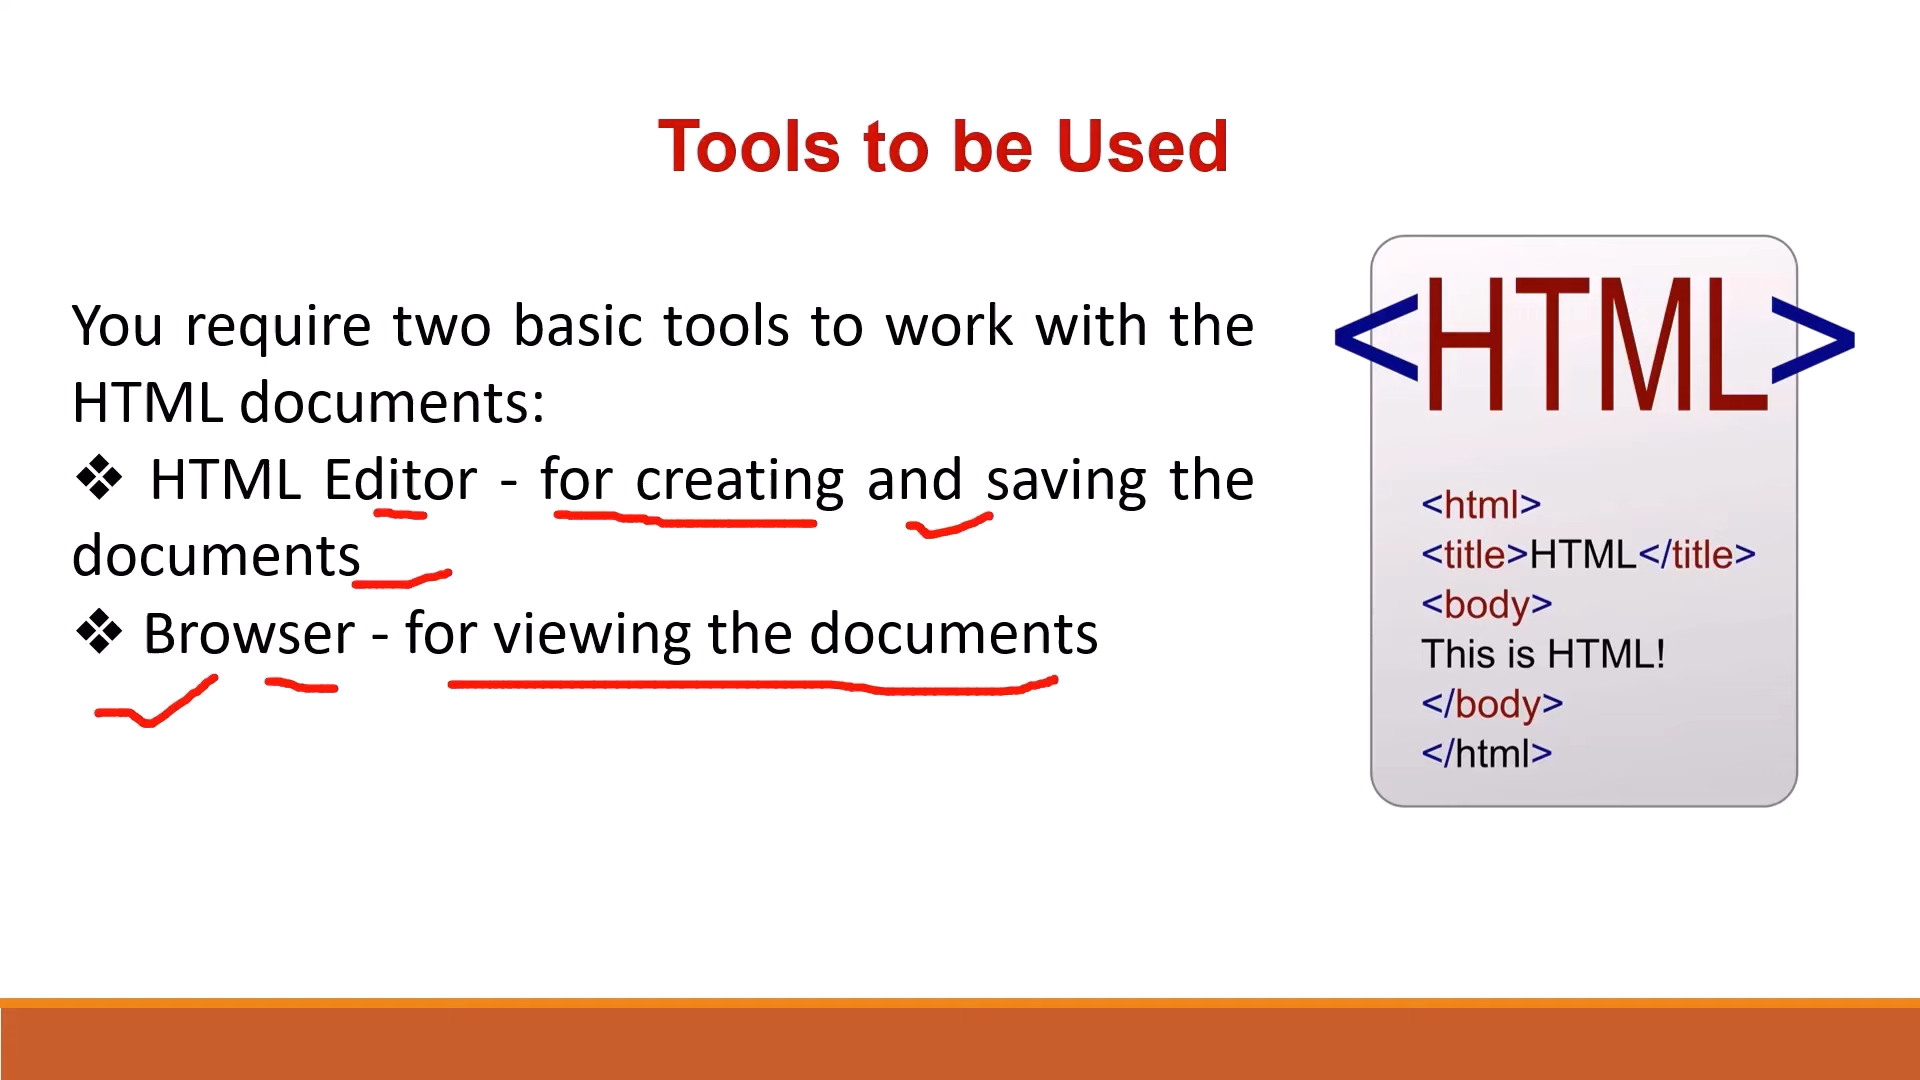 Tools to be Used
You require two basic tools to work with the
HTML documents:
❖ HTML Editor - for creating and saving the
documents
❖ Browser - for viewing the documents
<HTML>
<html>
<title>HTML</title>
<body>
This is HTML!
</body>
</html>